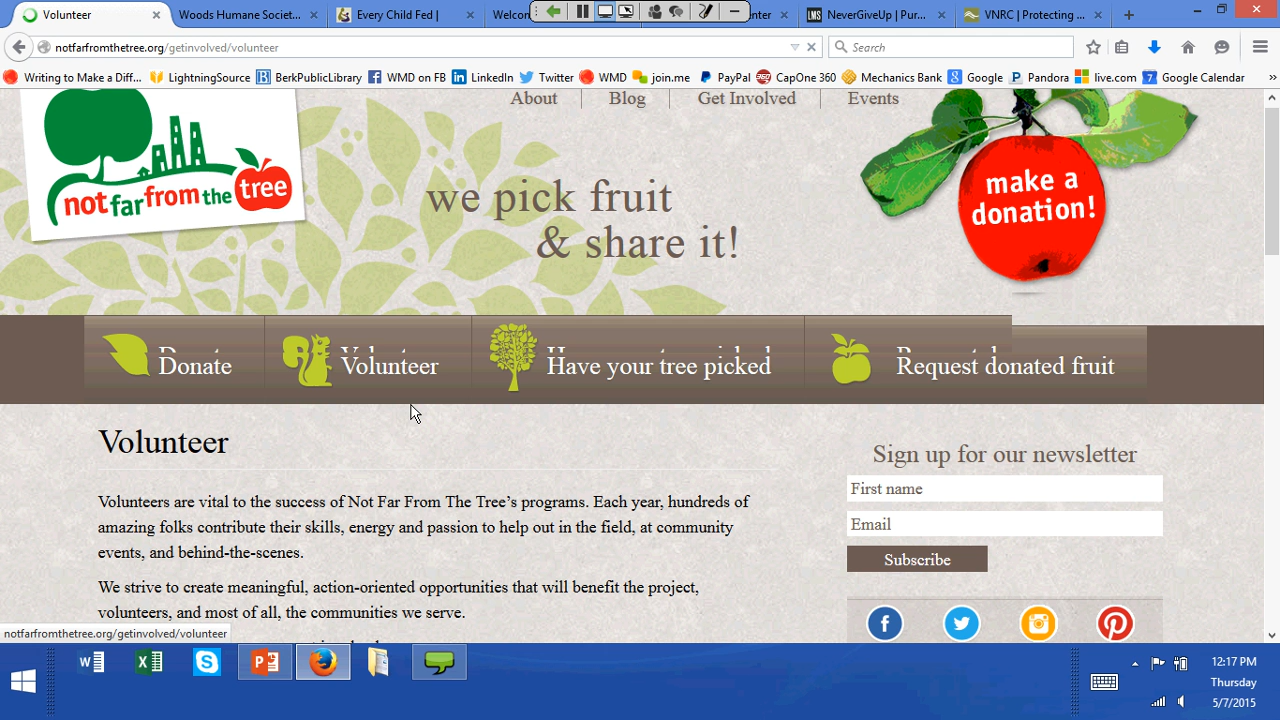 Volunteer
Woods Humane Societ...
Every Child Fed |
Welcon
enter
LMS NeverGiveUp | Pur...
VNRC | Protecting ...
notfarfromthetree.org/getinvolved/volunteer
Search
Writing to Make a Diff...
LightningSource
BerkPublicLibrary
WMD on FB
LinkedIn
Twitter
WMD
join.me
PayPal
360 CapOne 360
Mechanics Bank
Google
Pandora
live.com
7 Google Calendar
About
Blog
Get Involved
Events
not far from the tree
we pick fruit
& share it!
make a
donation!
Donate
Volunteer
Have your tree picked
Request donated fruit
Volunteer
Volunteers are vital to the success of Not Far From The Tree’s programs. Each year, hundreds of
amazing folks contribute their skills, energy and passion to help out in the field, at community
events, and behind-the-scenes.
We strive to create meaningful, action-oriented opportunities that will benefit the project,
volunteers, and most of all, the communities we serve.
Sign up for our newsletter
First name
Email
Subscribe
notfarfromthetree.org/getinvolved/volunteer
12:17 PM
Thursday
5/7/2015